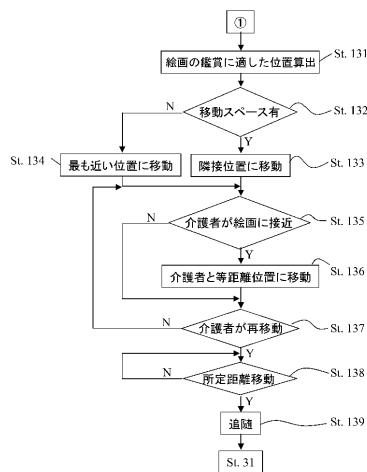 ①
絵画の鑑賞に適した位置算出
St. 131
移動スペース有
St. 132
N
Y
St. 134
最も近い位置に移動
隣接位置に移動
St. 133
介護者が絵画に接近
St. 135
N
Y
介護者と等距離位置に移動
St. 136
介護者が再移動
St. 137
N
Y
所定距離移動
St. 138
N
Y
追随
St. 139
St. 31